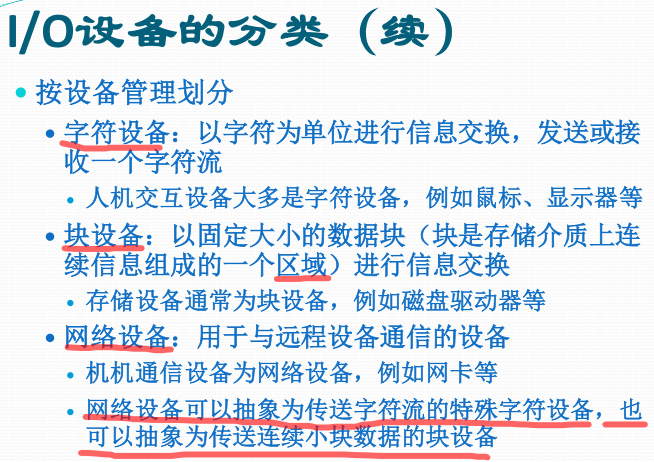 I/O设备的分类（续）
按设备管理划分
字符设备：以字符为单位进行信息交换，发送或接
收一个字符流
人机交互设备大多是字符设备，例如鼠标、显示器等
块设备：以固定大小的数据块（块是存储介质上连
续信息组成的一个区域）进行信息交换
存储设备通常为块设备，例如磁盘驱动器等
网络设备：用于与远程设备通信的设备
机机通信设备为网络设备，例如网卡等
网络设备可以抽象为传送字符流的特殊字符设备，也
可以抽象为传送连续小块数据的块设备